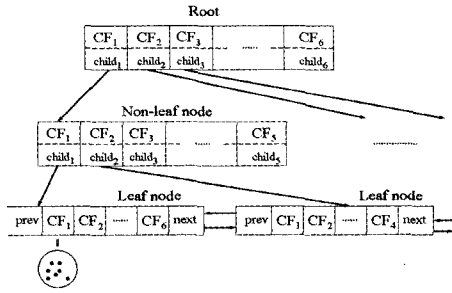 Root
CF1 CF2 CF3 ...... CF6
child1 child2 child3 child6
Non-leaf node
CF1 CF2 CF3 ...... CF5
child1 child2 child3 child5
Leaf node Leaf node
prev CF1 CF2 ...... CF6 next prev CF1 CF2 ...... CF4 next